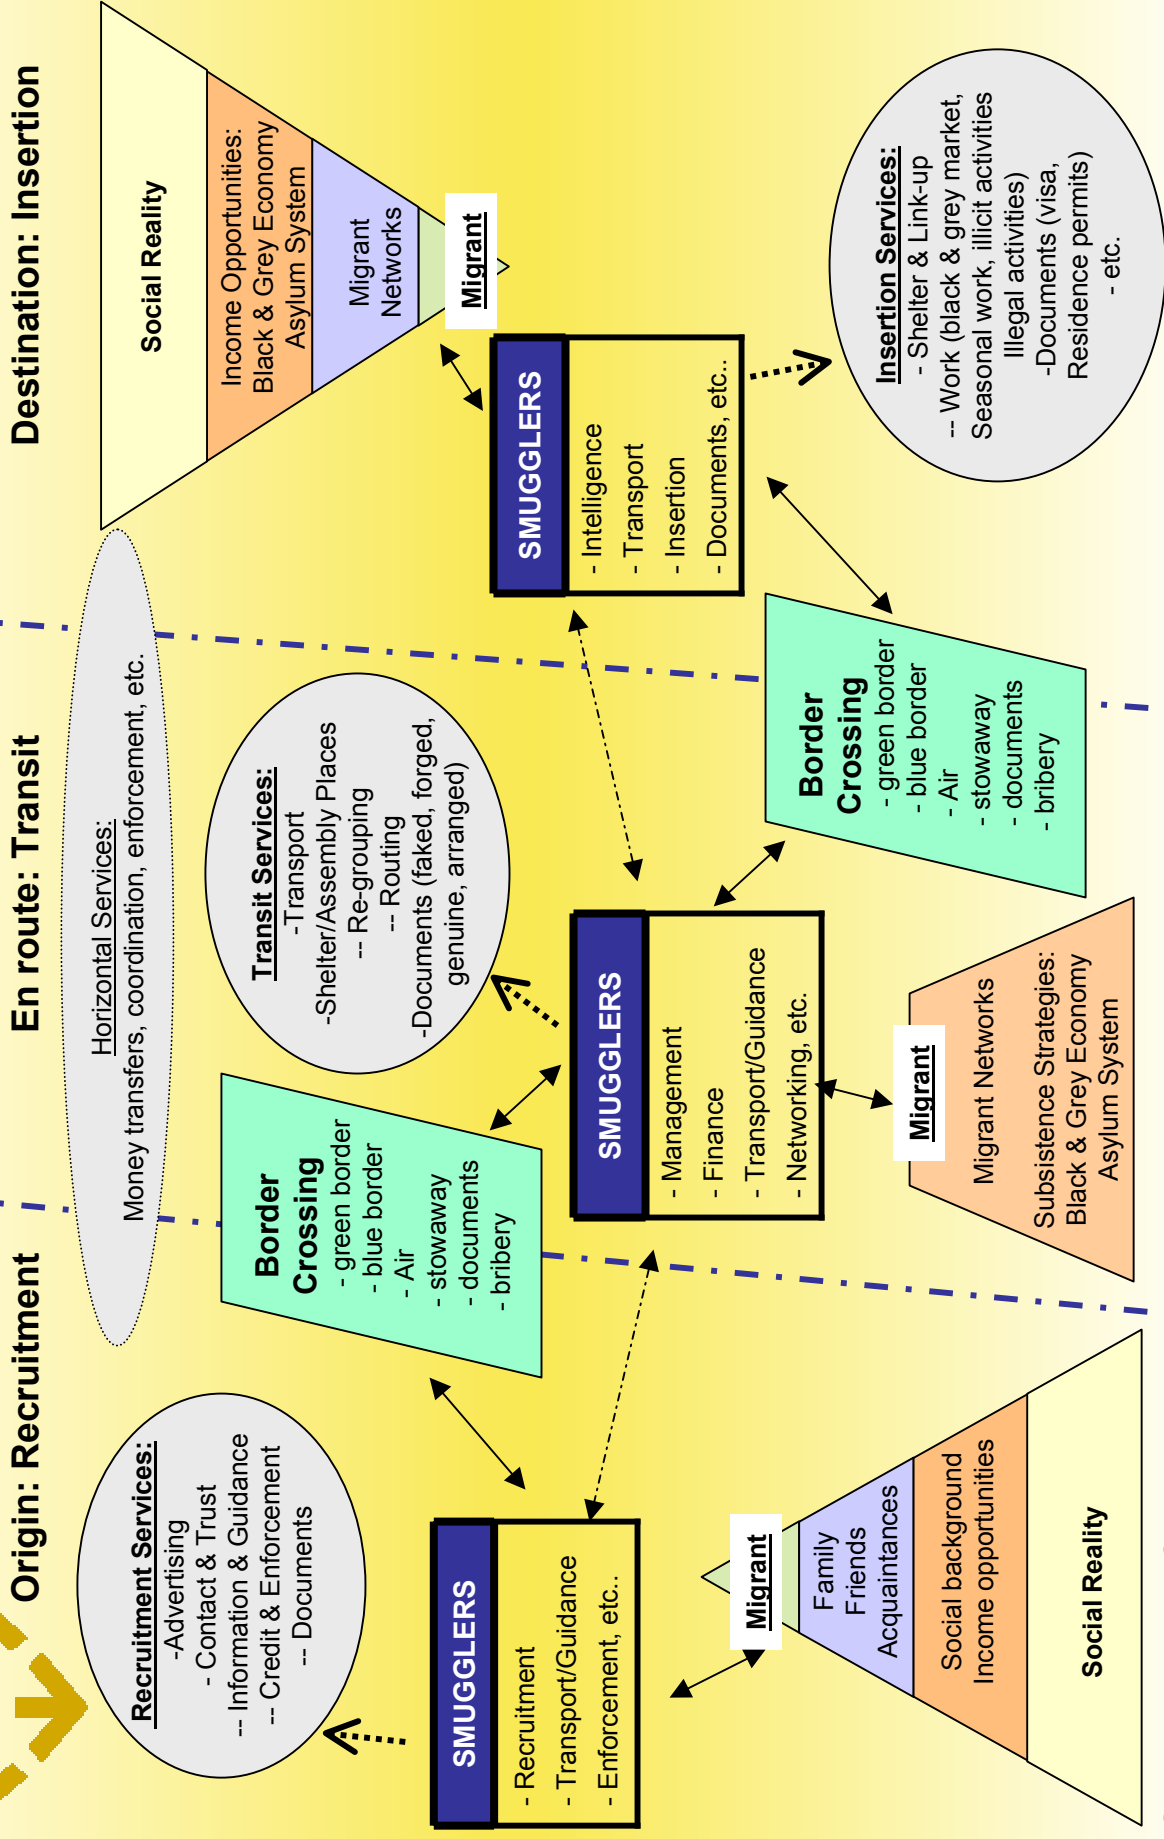 Origin: Recruitment
En route: Transit
Destination: Insertion
Horizontal Services:
Money transfers, coordination, enforcement, etc.
Recruitment Services:
-Advertising
- Contact & Trust
-- Information & Guidance
-- Credit & Enforcement
-- Documents
SMUGGLERS
- Recruitment
- Transport/Guidance
- Enforcement, etc..
Migrant
Family
Friends
Acquaintances
Social background
Income opportunities
Social Reality
Border
Crossing
- green border
- blue border
- Air
- stowaway
- documents
- bribery
Transit Services:
-Transport
-Shelter/Assembly Places
-- Re-grouping
-- Routing
-Documents (faked, forged,
genuine, arranged)
SMUGGLERS
- Management
- Finance
- Transport/Guidance
- Networking, etc.
Migrant
Migrant Networks
Subsistence Strategies:
Black & Grey Economy
Asylum System
Border
Crossing
- green border
- blue border
- Air
- stowaway
- documents
- bribery
Social Reality
Income Opportunities:
Black & Grey Economy
Asylum System
Migrant
Networks
Migrant
SMUGGLERS
- Intelligence
- Transport
- Insertion
- Documents, etc..
Insertion Services:
- Shelter & Link-up
-- Work (black & grey market,
Seasonal work, illicit activities
Illegal activities)
-Documents (visa,
Residence permits)
- etc.